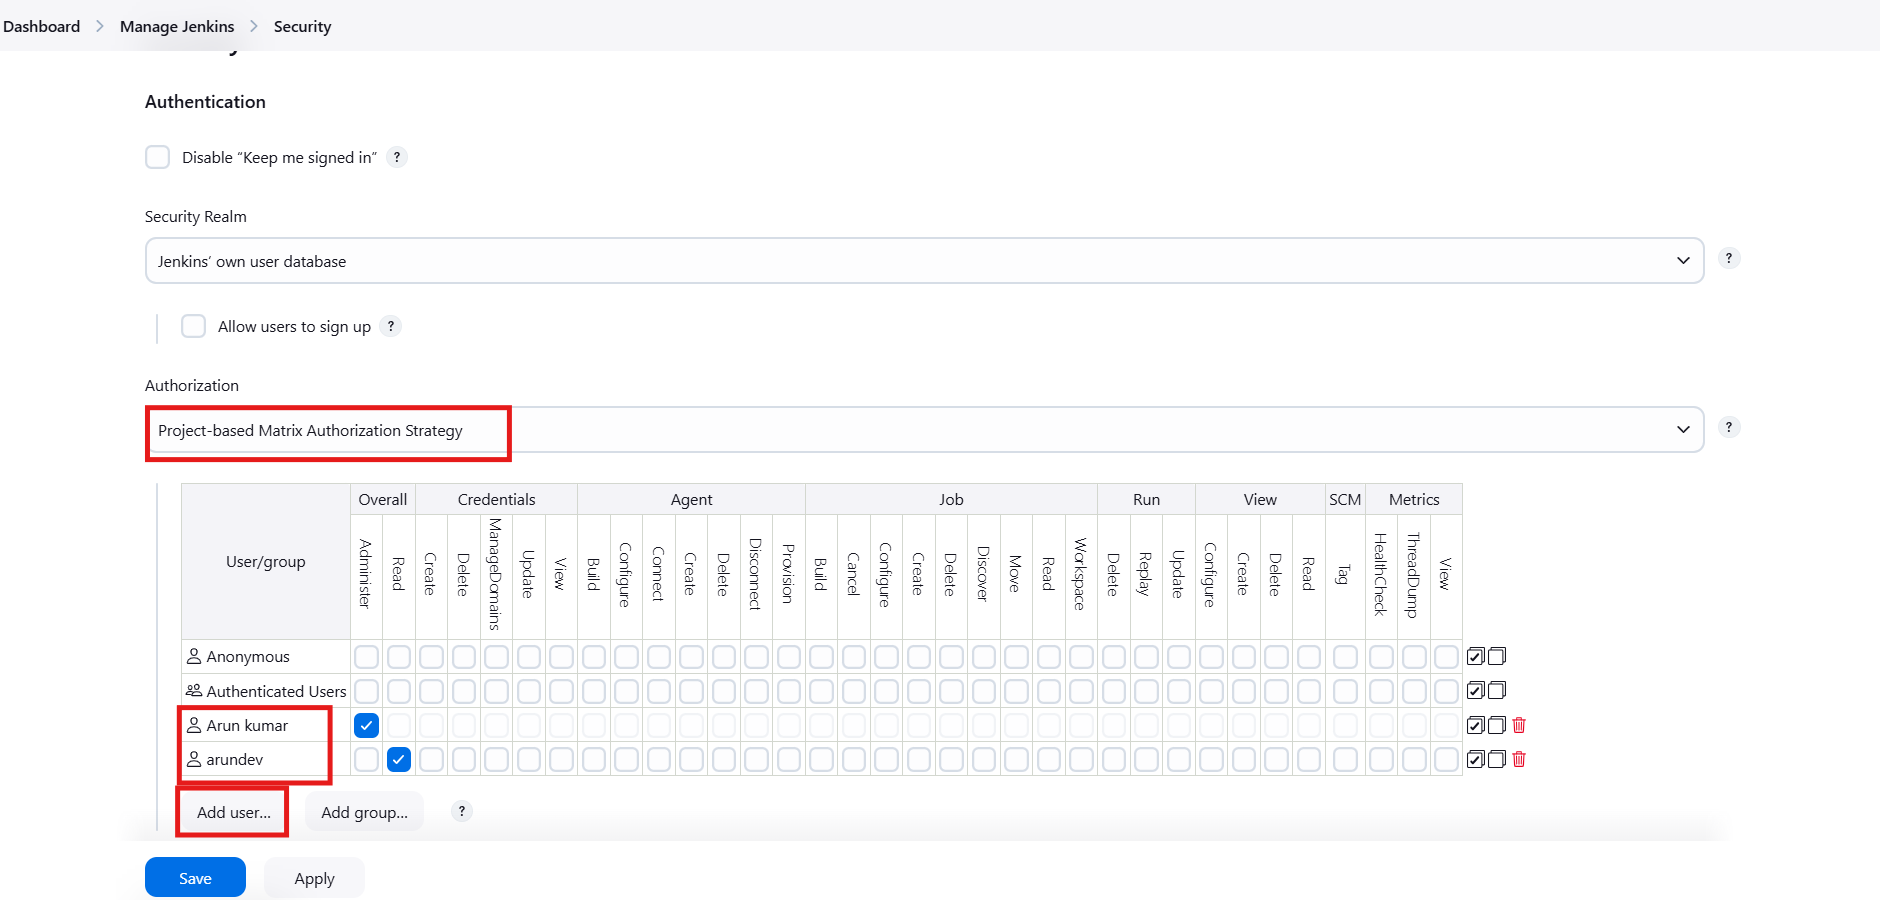 Dashboard > Manage Jenkins > Security
Authentication
Disable “Keep me signed in” ?
Security Realm
Jenkins’ own user database ?
Allow users to sign up ?
Authorization
Project-based Matrix Authorization Strategy ?
User/group Overall Credentials Agent Job Run View SCM Metrics
Administer Read Create Delete ManageDomains Update View Build Configure Connect Create Delete Disconnect Provision Build Cancel Configure Create Delete Discover Move Read Workspace Delete Replay Update Configure Create Delete Read Tag HealthCheck ThreadDump View
Anonymous
Authenticated Users
Arun kumar
arundev
Add user... Add group... ?
Save Apply